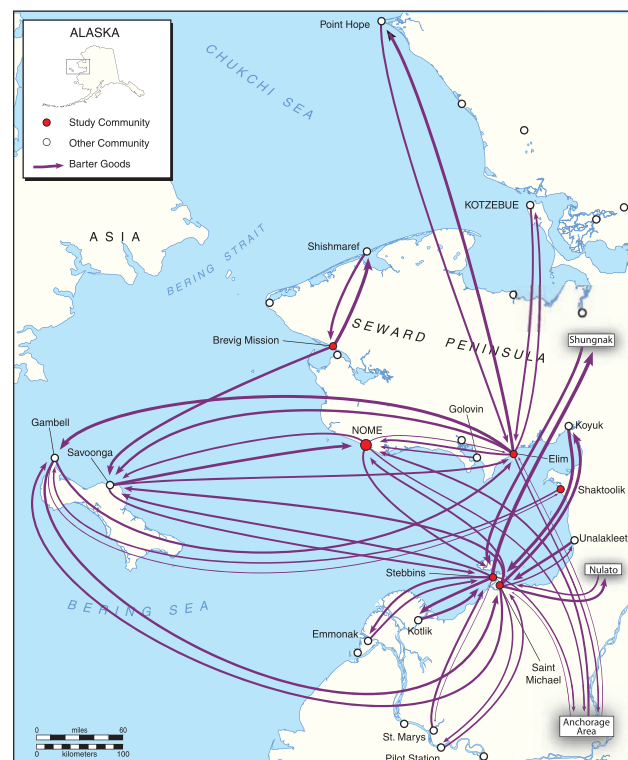 ALASKA
Study Community
Other Community
Barter Goods
Point Hope
CHUKCHI SEA
KOTZEBUE
ASIA
BERING STRAIT
Shishmaref
Brevig Mission
SEWARD PENINSULA
Shungnak
Golovin
Koyuk
Gambell
NOME
Savoonga
Elim
Shaktoolik
Unalakleet
Stebbins
Nulato
BERING SEA
Emmonak
Kotlik
Saint
Michael
Anchorage
Area
St. Marys
Pilot Station
0 miles 60
0 kilometers 100